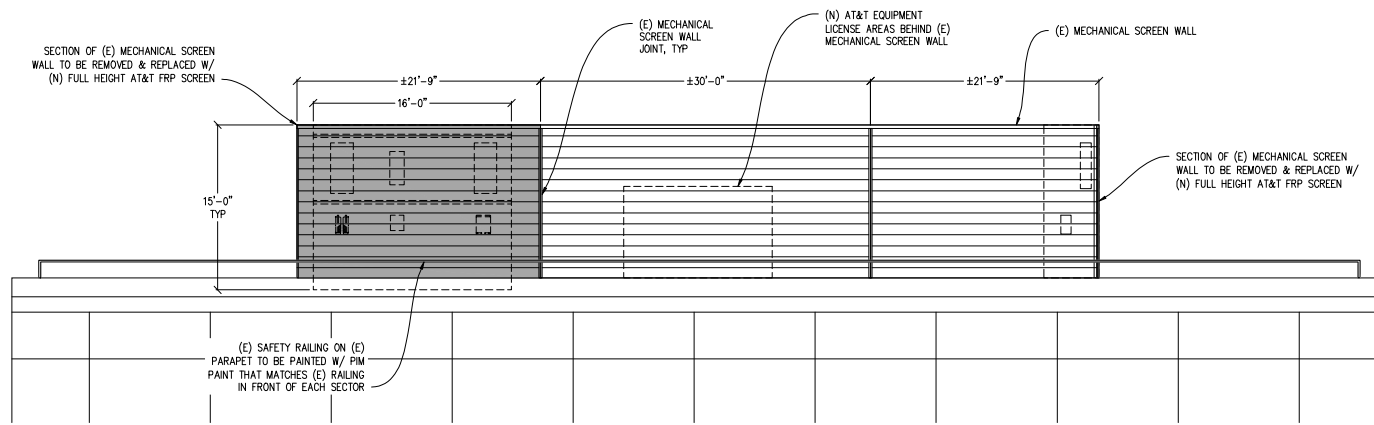 (E) MECHANICAL
SCREEN WALL
JOINT, TYP
(N) AT&T EQUIPMENT
LICENSE AREAS BEHIND (E)
MECHANICAL SCREEN WALL
(E) MECHANICAL SCREEN WALL
SECTION OF (E) MECHANICAL SCREEN
WALL TO BE REMOVED & REPLACED W/
(N) FULL HEIGHT AT&T FRP SCREEN
±21'-9"
±30'-0"
±21'-9"
16'-0"
15'-0"
TYP
SECTION OF (E) MECHANICAL SCREEN
WALL TO BE REMOVED & REPLACED W/
(N) FULL HEIGHT AT&T FRP SCREEN
(E) SAFETY RAILING ON (E)
PARAPET TO BE PAINTED W/ PIM
PAINT THAT MATCHES (E) RAILING
IN FRONT OF EACH SECTOR